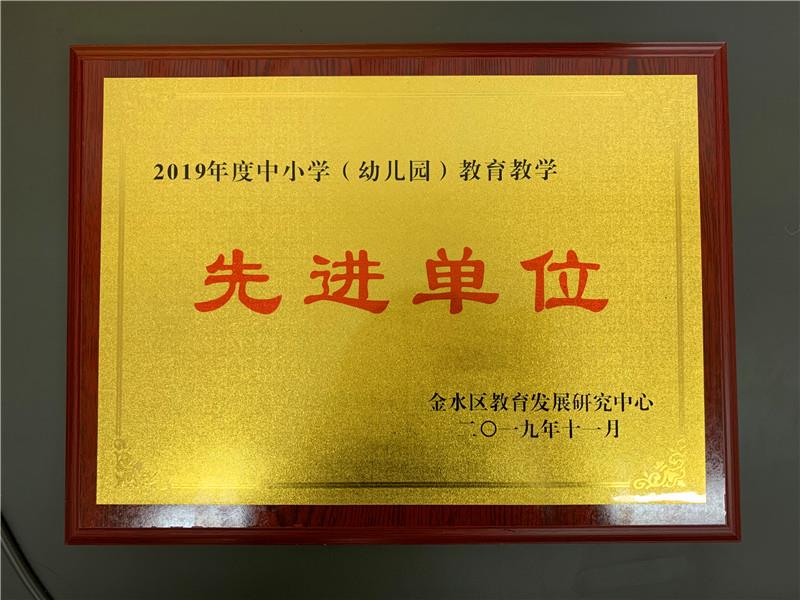 2019年度中小学（幼儿园）教育教学
先进单位
金水区教育发展研究中心
二〇一九年十一月